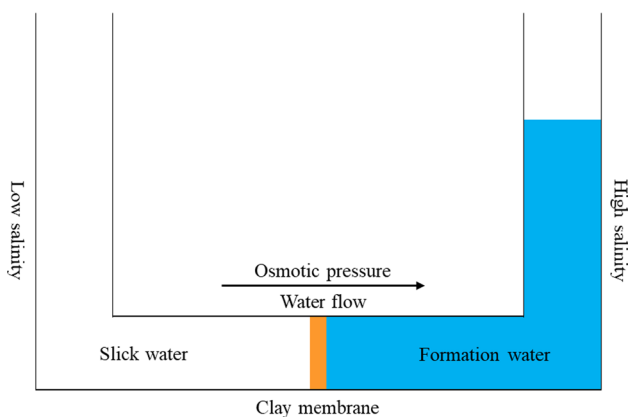 Low salinity
High salinity
Osmotic pressure
Water flow
Slick water
Formation water
Clay membrane